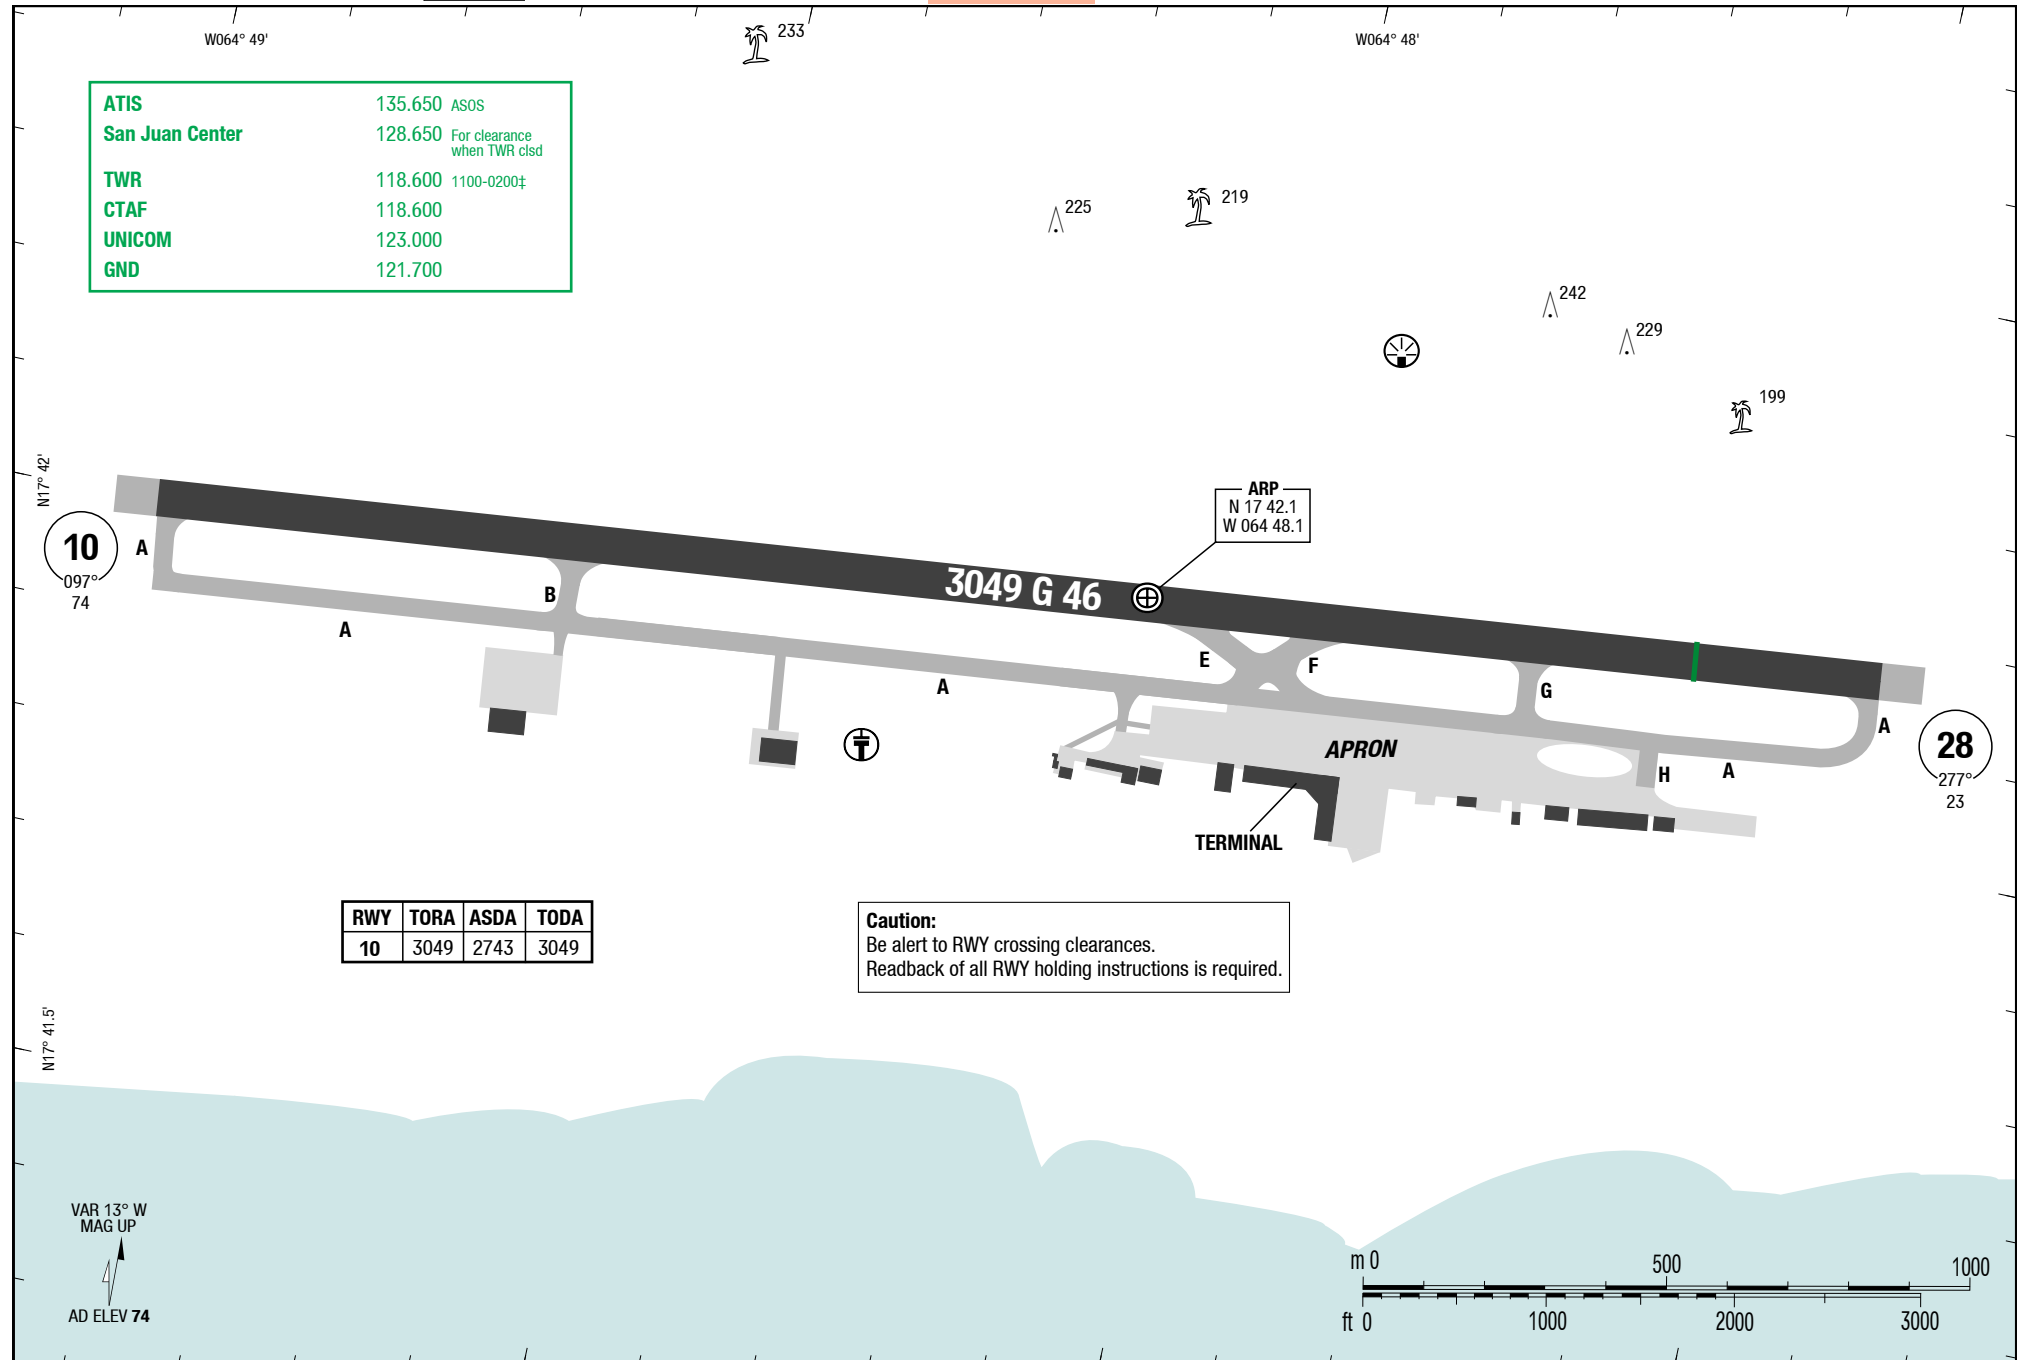 W064° 49'
W064° 48'
233
ATIS 135.650 ASOS
San Juan Center 128.650 For clearance
when TWR clsd
TWR 118.600 1100-0200‡
CTAF 118.600
UNICOM 123.000
GND 121.700
225
219
242
229
199
N17° 42'
ARP
N 17 42.1
W 064 48.1
10
097°
74
A
B
A
3049 G 46
E
F
A
G
A
28
277°
23
APRON
H
A
TERMINAL
RWY TORA ASDA TODA
10 3049 2743 3049
Caution:
Be alert to RWY crossing clearances.
Readback of all RWY holding instructions is required.
N17° 41.5'
VAR 13° W
MAG UP
AD ELEV 74
m 0 500 1000
ft 0 1000 2000 3000